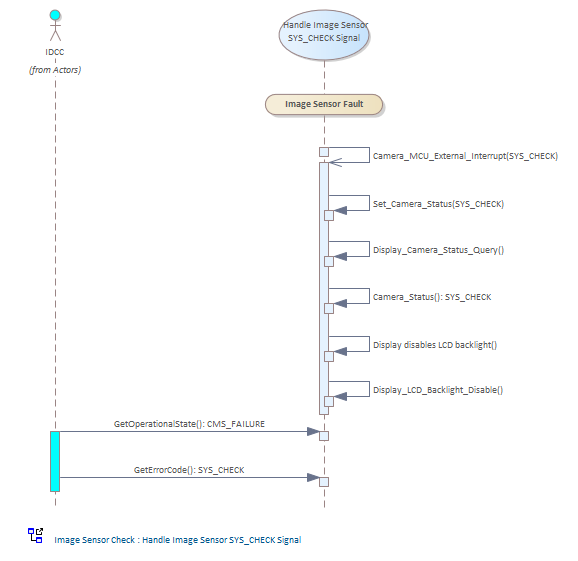 Handle Image Sensor
SYS_CHECK Signal
IDCC
(from Actors)
Image Sensor Fault
Camera_MCU_External_Interrupt(SYS_CHECK)
Set_Camera_Status(SYS_CHECK)
Display_Camera_Status_Query()
Camera_Status(): SYS_CHECK
Display disables LCD backlight()
Display_LCD_Backlight_Disable()
GetOperationalState(): CMS_FAILURE
GetErrorCode(): SYS_CHECK
Image Sensor Check : Handle Image Sensor SYS_CHECK Signal